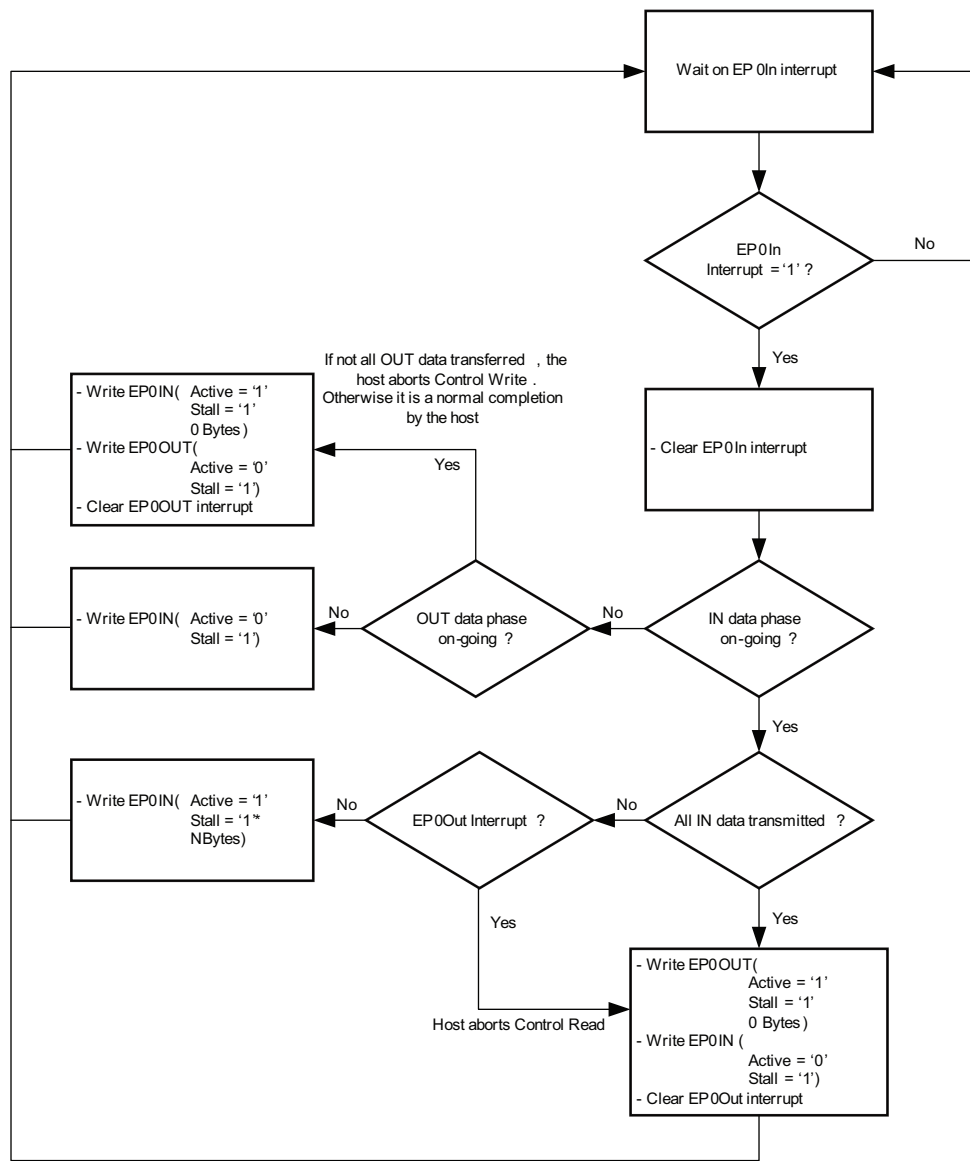 Wait on EP0In interrupt
EP0In
Interrupt = ‘1’ ?
No
Yes
If not all OUT data transferred , the
host aborts Control Write .
Otherwise it is a normal completion
by the host
- Write EP0IN( Active = ‘1’
Stall = ‘1’
0 Bytes)
- Write EP0OUT(
Active = ‘0’
Stall = ‘1’)
- Clear EP0OUT interrupt
Yes
- Clear EP0In interrupt
- Write EP0IN( Active = ‘0’
Stall = ‘1’)
No
OUT data phase
on-going ?
No
IN data phase
on-going ?
Yes
- Write EP0IN( Active = ‘1’
Stall = ‘1’*
NBytes)
No
EP0Out Interrupt ?
No
All IN data transmitted ?
Yes
Yes
Host aborts Control Read
- Write EP0OUT(
Active = ‘1’
Stall = ‘1’
0 Bytes)
- Write EP0IN (
Active = ‘0’
Stall = ‘1’)
- Clear EP0Out interrupt